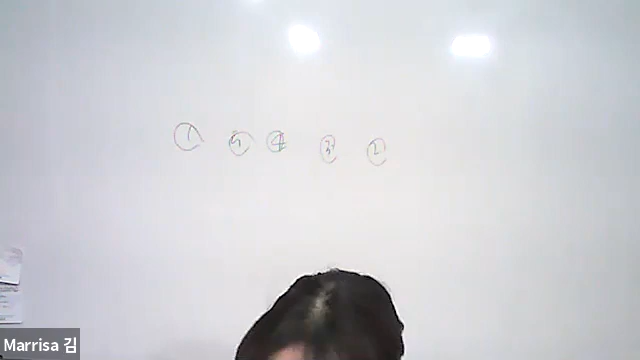 ① ⑤ ④ ③ ②
Marrisa 김